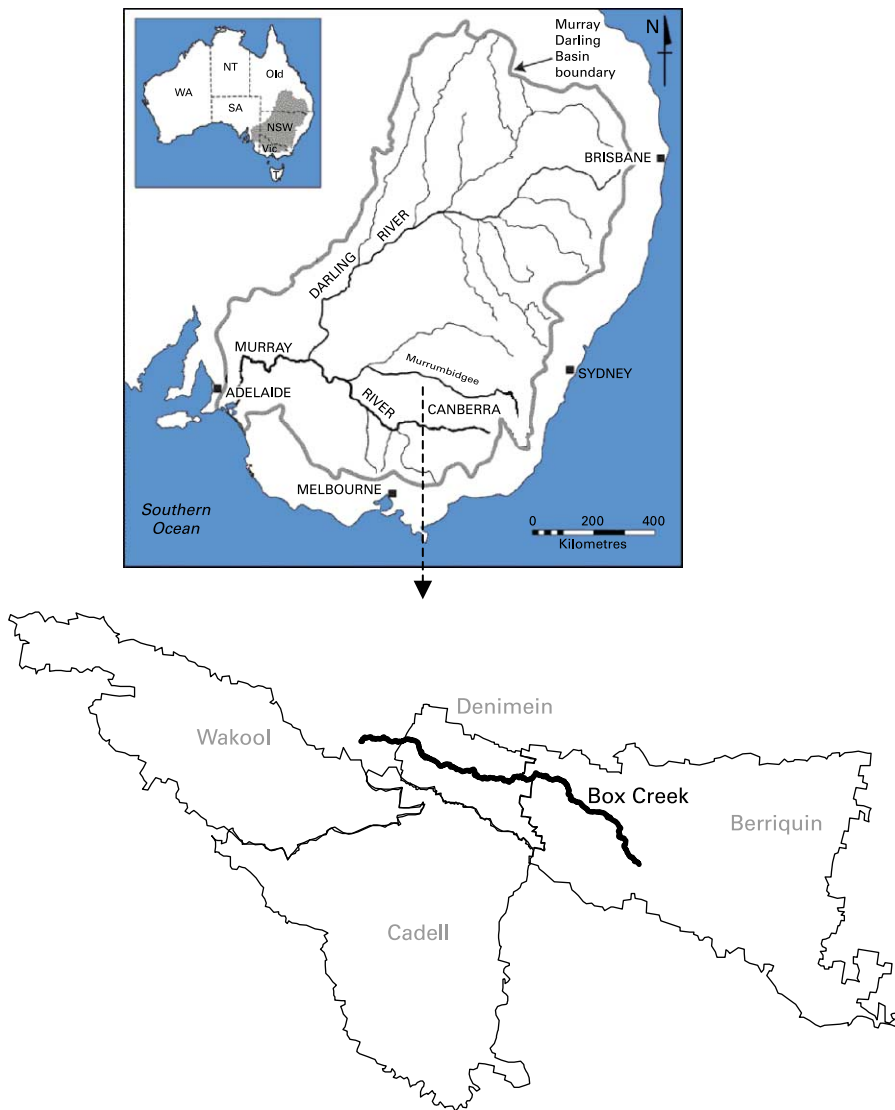 N
Murray
Darling
Basin
boundary
NT
Old
WA
SA
NSW
Vic
T
BRISBANE
DARLING RIVER
MURRAY
Murrumbidgee
SYDNEY
ADELAIDE
RIVER
CANBERRA
MELBOURNE
Southern
Ocean
0 200 400
Kilometres
Denimein
Wakool
Box Creek
Berriquin
Cadell